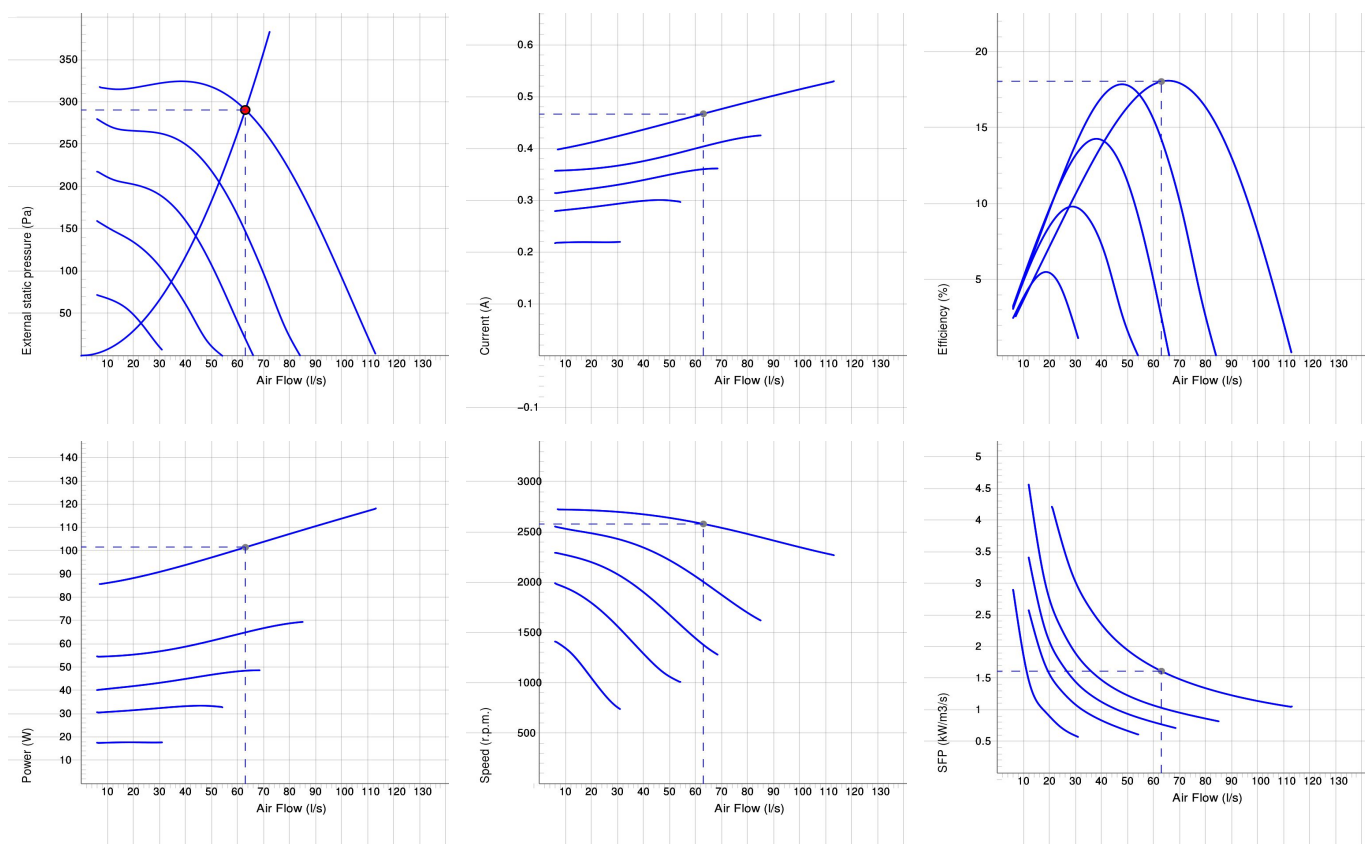 350
300
250
200
150
100
50
10 20 30 40 50 60 70 80 90 100 110 120 130
Air Flow (l/s)
External static pressure (Pa)
0.6
0.5
0.4
0.3
0.2
0.1
−0.1
10 20 30 40 50 60 70 80 90 100 110 120 130
Air Flow (l/s)
Current (A)
20
15
10
5
10 20 30 40 50 60 70 80 90 100 110 120 130
Air Flow (l/s)
Efficiency (%)
140
130
120
110
100
90
80
70
60
50
40
30
20
10
10 20 30 40 50 60 70 80 90 100 110 120 130
Air Flow (l/s)
Power (W)
3000
2500
2000
1500
1000
500
10 20 30 40 50 60 70 80 90 100 110 120 130
Air Flow (l/s)
Speed (r.p.m.)
5
4.5
4
3.5
3
2.5
2
1.5
1
0.5
10 20 30 40 50 60 70 80 90 100 110 120 130
Air Flow (l/s)
SFP (kW/m3/s)